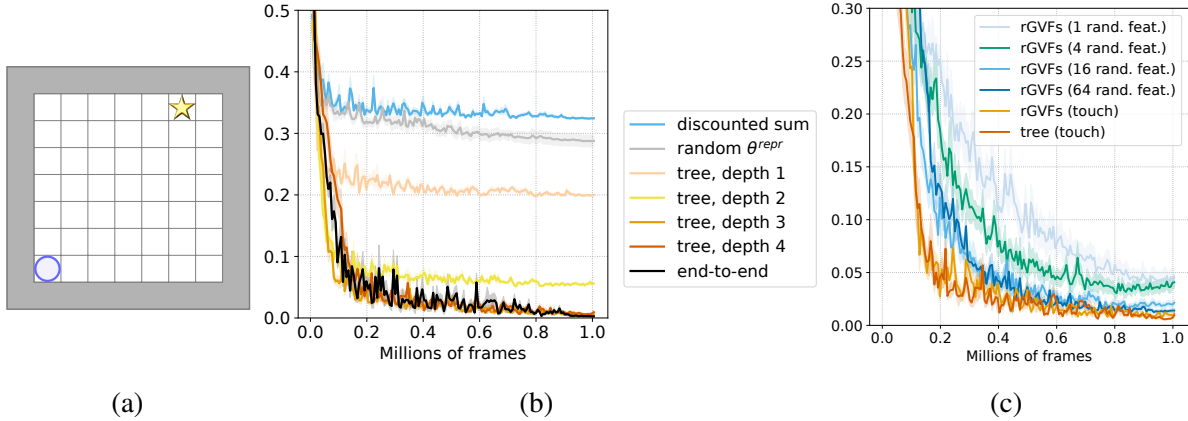 0.5
0.4
0.3
0.2
0.1
0.0
0.0 0.2 0.4 0.6 0.8 1.0
Millions of frames
discounted sum
random θ^repr
tree, depth 1
tree, depth 2
tree, depth 3
tree, depth 4
end-to-end
0.30
0.25
0.20
0.15
0.10
0.05
0.00
0.0 0.2 0.4 0.6 0.8 1.0
Millions of frames
rGVFs (1 rand. feat.)
rGVFs (4 rand. feat.)
rGVFs (16 rand. feat.)
rGVFs (64 rand. feat.)
rGVFs (touch)
tree (touch)
(a)
(b)
(c)